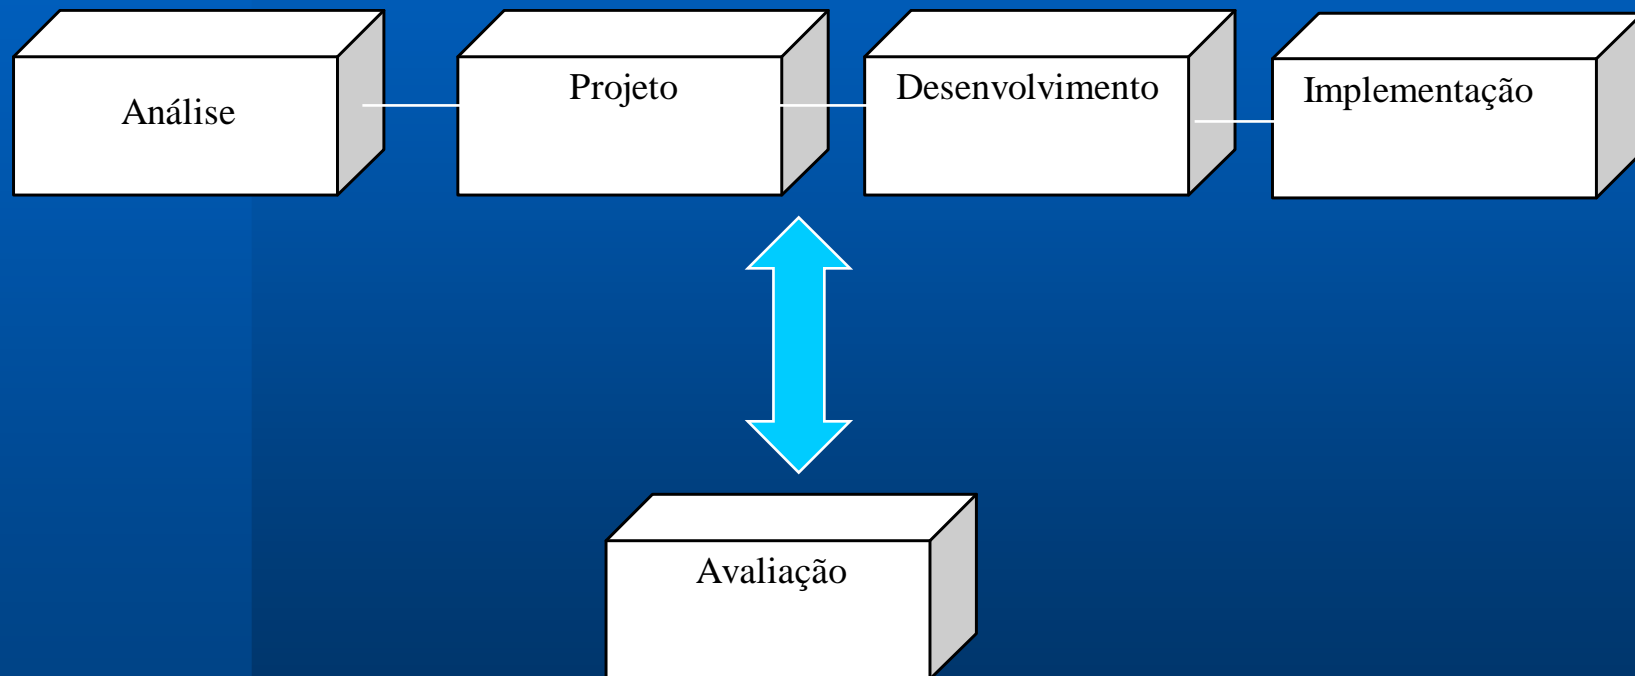 Análise
Projeto
Desenvolvimento
Implementação
Avaliação